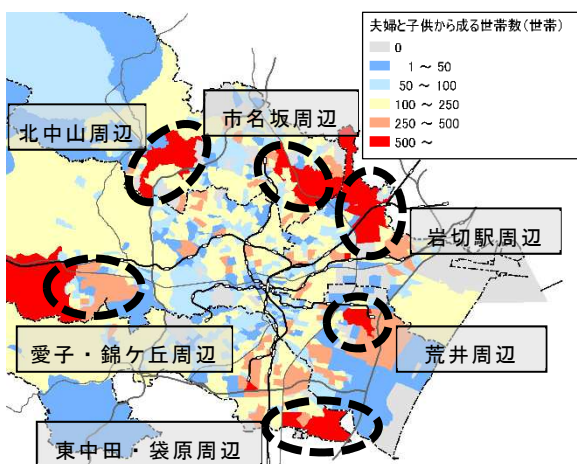 夫婦と子供から成る世帯数(世帯)
0
1 ~ 50
50 ~ 100
100 ~ 250
250 ~ 500
500 ~
北中山周辺
市名坂周辺
岩切駅周辺
愛子・錦ケ丘周辺
荒井周辺
東中田・袋原周辺